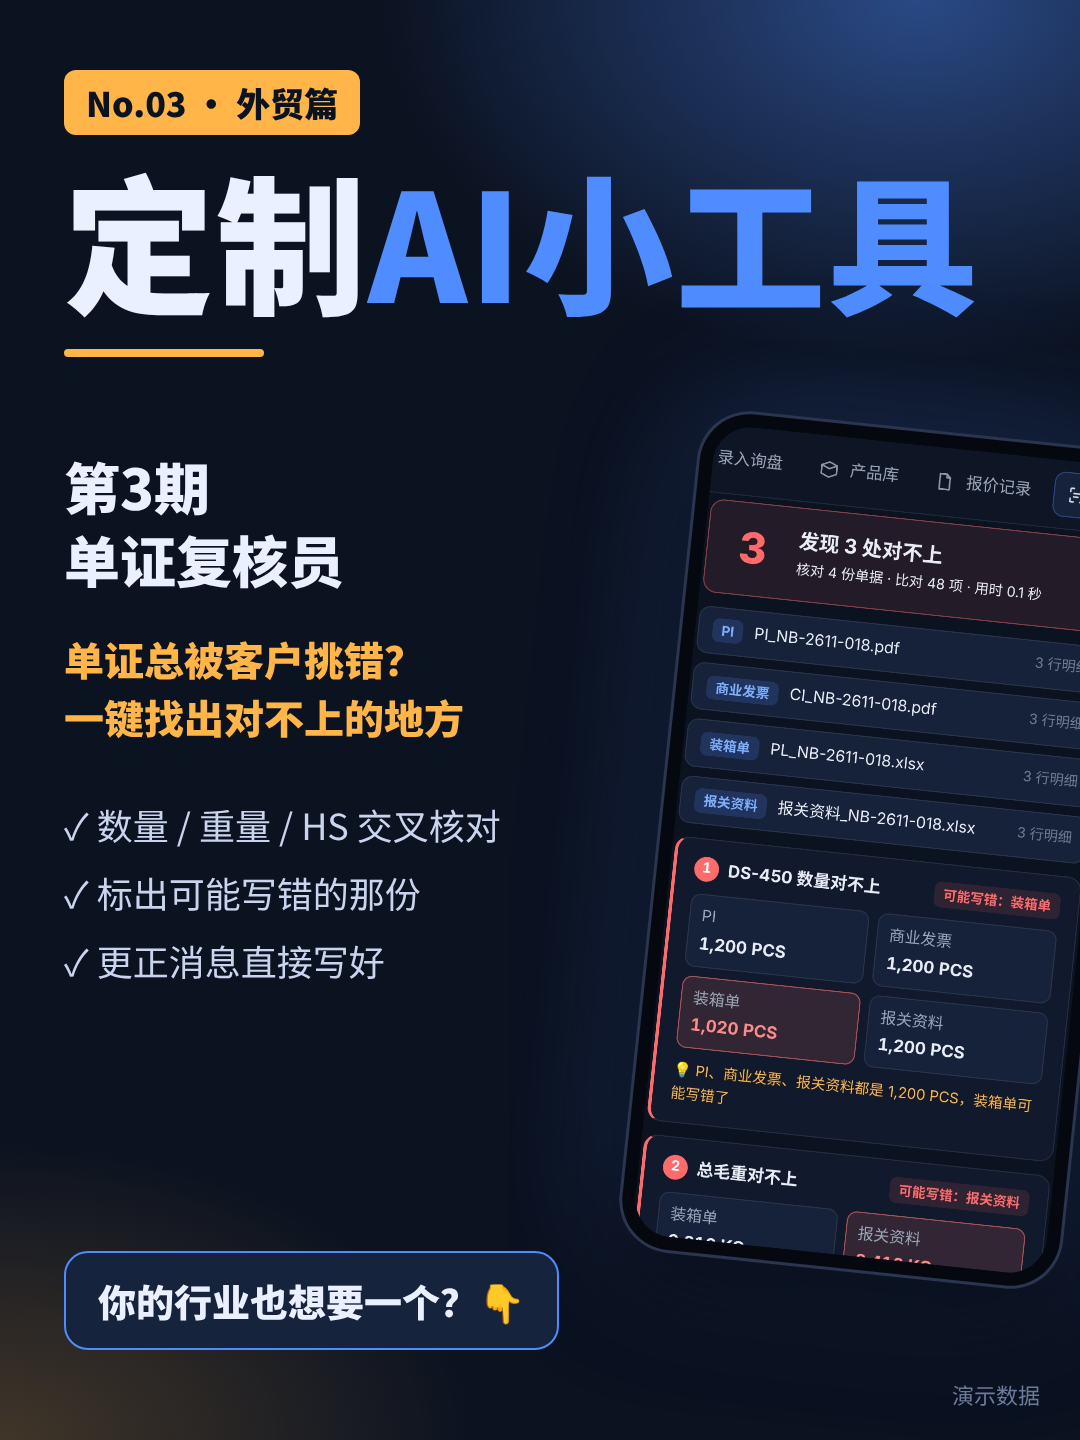 No.03 · 外贸篇
定制AI小工具
第3期
单证复核员
单证总被客户挑错？
一键找出对不上的地方
✓ 数量 / 重量 / HS 交叉核对
✓ 标出可能写错的那份
✓ 更正消息直接写好
你的行业也想要一个？👇
录入询盘 产品库 报价记录
3 发现 3 处对不上
核对 4 份单据 · 比对 48 项 · 用时 0.1 秒
PI PI_NB-2611-018.pdf 3 行明细
商业发票 CI_NB-2611-018.pdf 3 行明细
装箱单 PL_NB-2611-018.xlsx 3 行明细
报关资料 报关资料_NB-2611-018.xlsx 3 行明细
1 DS-450 数量对不上 可能写错：装箱单
PI 商业发票
1,200 PCS 1,200 PCS
装箱单 报关资料
1,020 PCS 1,200 PCS
💡 PI、商业发票、报关资料都是 1,200 PCS，装箱单可
能写错了
2 总毛重对不上 可能写错：报关资料
装箱单 报关资料
演示数据